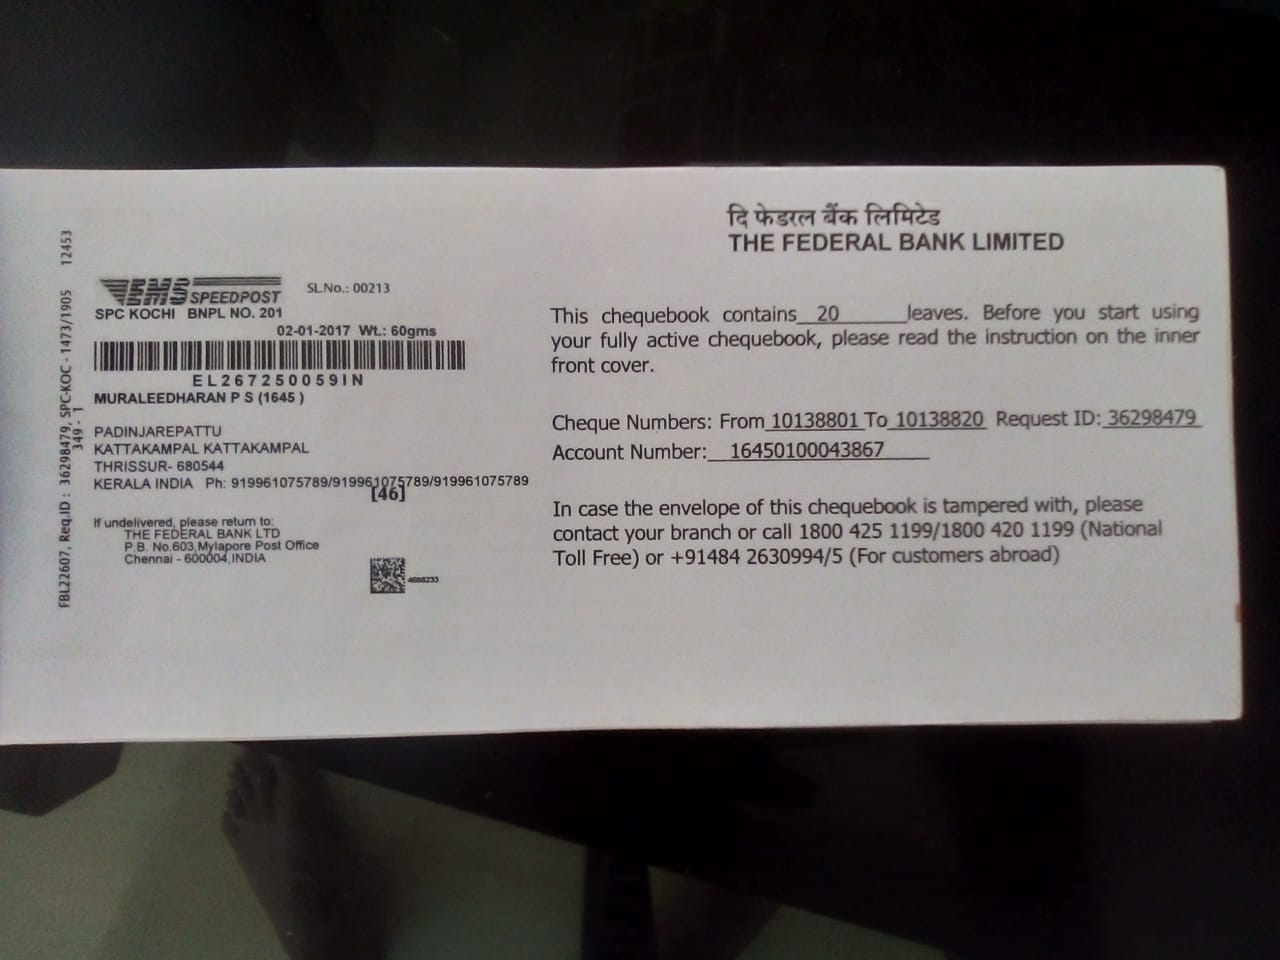 दि फेडरल बैंक लिमिटेड
THE FEDERAL BANK LIMITED
FBL22607, Req.ID : 36298479, SPC-KOC - 1473/1905 12453
349 - 1
EMS SPEEDPOST SL.No.: 00213
SPC KOCHI BNPL NO. 201
02-01-2017 Wt.: 60gms
EL267250059IN
MURALEEDHARAN P S (1645 )
PADINJAREPATTU
KATTAKAMPAL KATTAKAMPAL
THRISSUR- 680544
KERALA INDIA Ph: 919961075789/919961075789/919961075789
[46]
If undelivered, please return to:
THE FEDERAL BANK LTD
P.B. No.603,Mylapore Post Office
Chennai - 600004,INDIA
4686233
This chequebook contains 20 leaves. Before you start using
your fully active chequebook, please read the instruction on the inner
front cover.
Cheque Numbers: From 10138801 To 10138820 Request ID: 36298479
Account Number: 16450100043867
In case the envelope of this chequebook is tampered with, please
contact your branch or call 1800 425 1199/1800 420 1199 (National
Toll Free) or +91484 2630994/5 (For customers abroad)